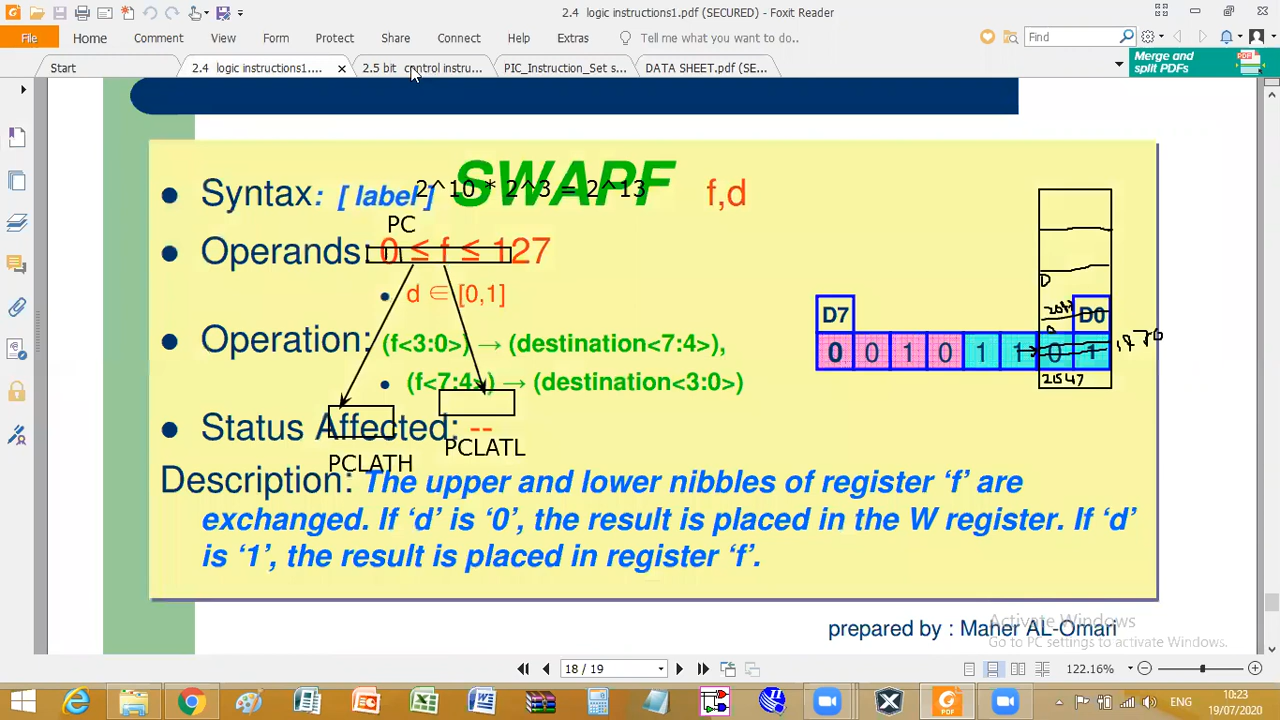 2.4 logic instructions1.pdf (SECURED) - Foxit Reader
File Home Comment View Form Protect Share Connect Help Extras Tell me what you want to do.. Find
Start 2.4 logic instructions1.... 2.5 bit control instru... PIC_Instruction_Set s... DATA SHEET.pdf (SE...
Merge and
split PDFs
SWAPF
Syntax: [ label] f,d
2^10 * 2^3 = 2^13
PC
Operands: 0 ≤ f ≤ 127
d ∈ [0,1]
D7 D0
Operation: (f<3:0>) → (destination<7:4>),
0 0 1 0 1 1 0 1
(f<7:4>) → (destination<3:0>)
Status Affected: --
PCLATH PCLATL
Description: The upper and lower nibbles of register ‘f’ are
exchanged. If ‘d’ is ‘0’, the result is placed in the W register. If ‘d’
is ‘1’, the result is placed in register ‘f’.
prepared by : Maher AL-Omari
Activate Windows
Go to PC settings to activate Windows.
18 / 19
122.16%
ENG
10:23
19/07/2020